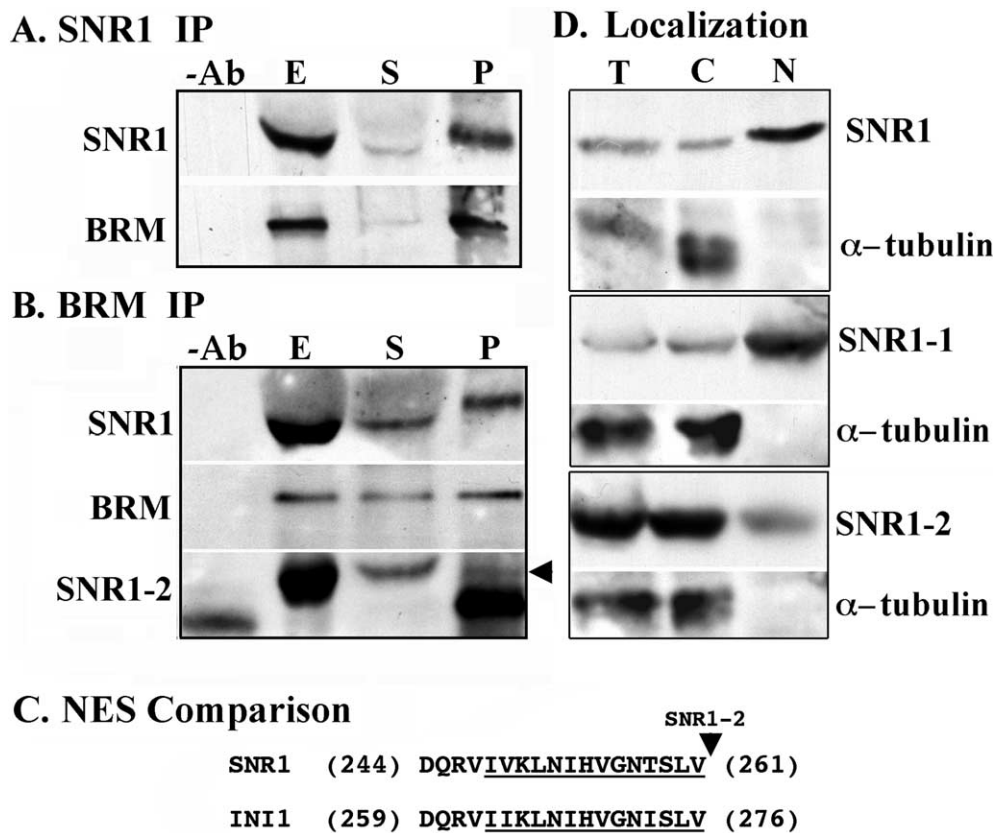 A. SNR1 IP
-Ab E S P
SNR1
BRM
B. BRM IP
-Ab E S P
SNR1
BRM
SNR1-2
D. Localization
T C N
SNR1
α-tubulin
SNR1-1
α-tubulin
SNR1-2
α-tubulin
C. NES Comparison
SNR1-2
SNR1 (244) DQRVIVKLNIHVGNTSLV (261)
INI1 (259) DQRVIIKLNIHVGNISLV (276)